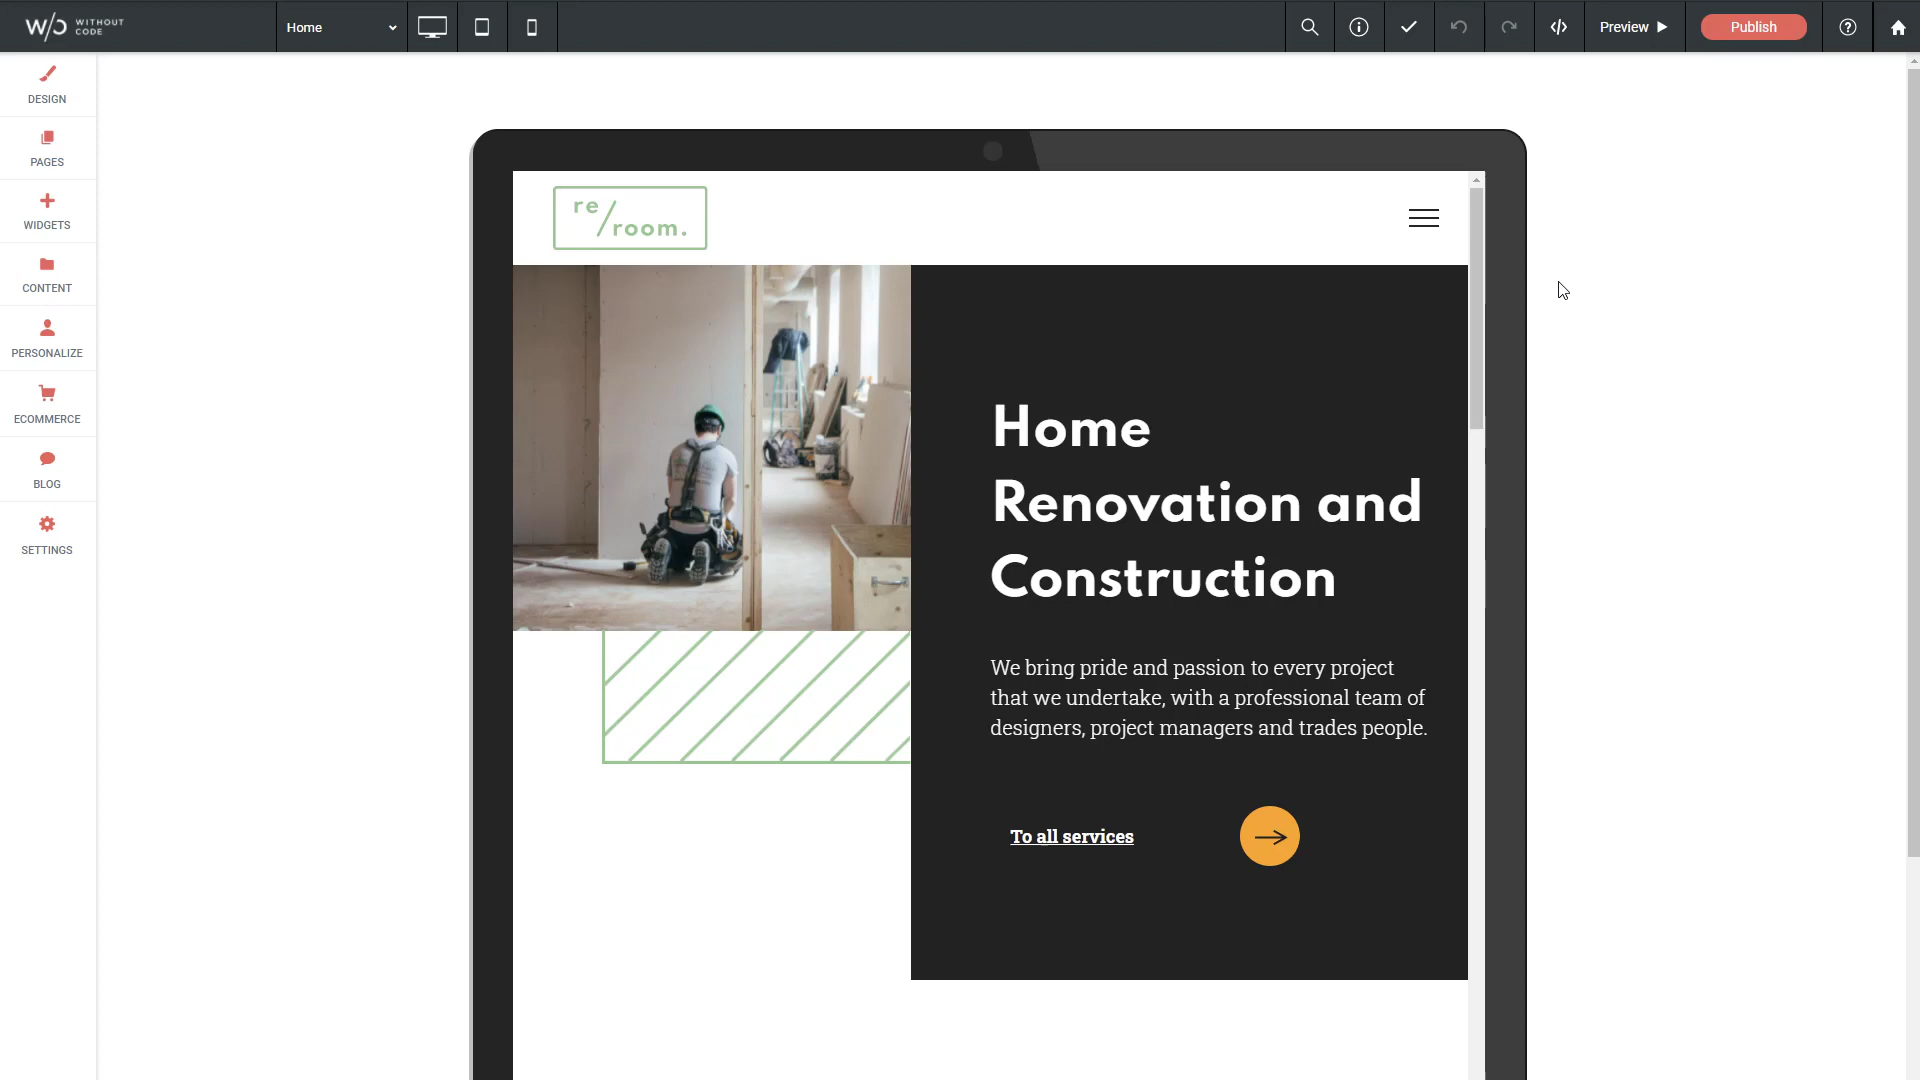 W/O WITHOUT CODE
Home
Preview
Publish
DESIGN
PAGES
WIDGETS
CONTENT
PERSONALIZE
ECOMMERCE
BLOG
SETTINGS
re/
room.
Home
Renovation and
Construction
We bring pride and passion to every project
that we undertake, with a professional team of
designers, project managers and trades people.
To all services